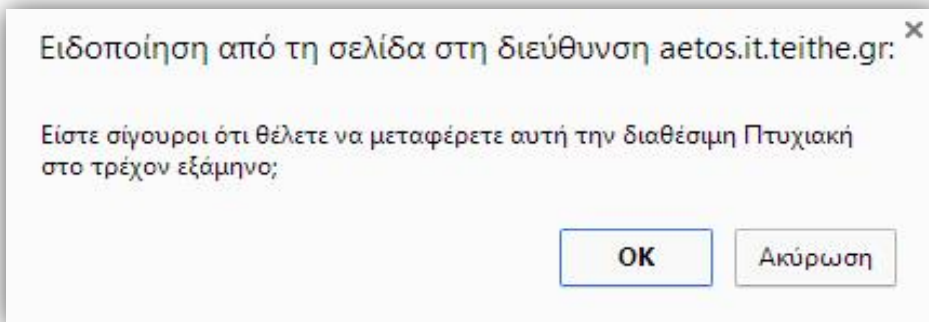 Ειδοποίηση από τη σελίδα στη διεύθυνση aetos.it.teithe.gr:
Είστε σίγουροι ότι θέλετε να μεταφέρετε αυτή την διαθέσιμη Πτυχιακή
στο τρέχον εξάμηνο;
OK
Ακύρωση